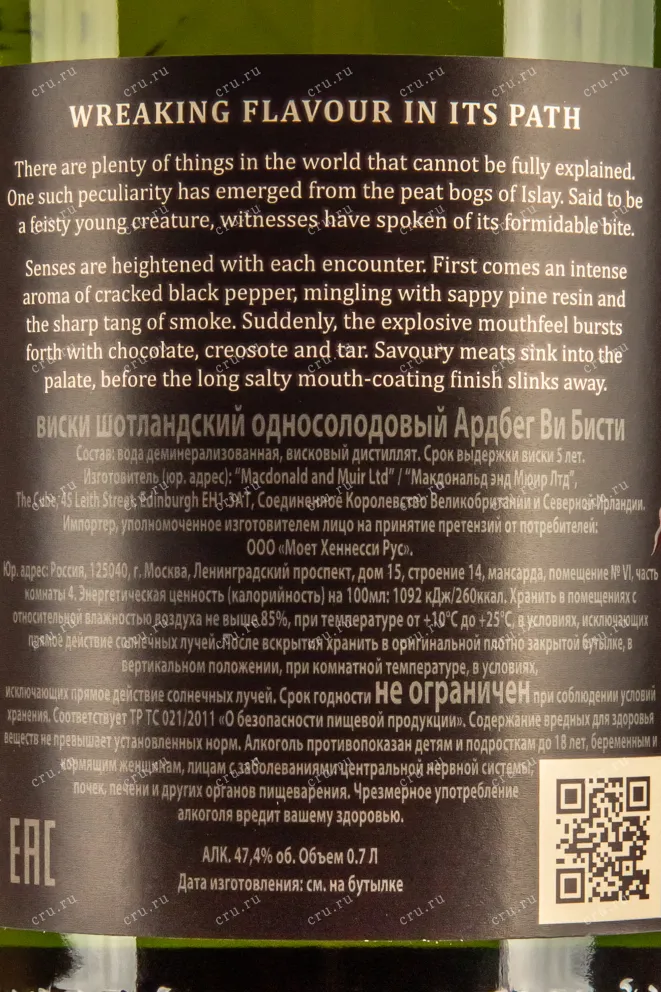 WREAKING FLAVOUR IN ITS PATH
There are plenty of things in the world that cannot be fully explained.
One such peculiarity has emerged from the peat bogs of Islay. Said to be
a feisty young creature, witnesses have spoken of its formidable bite.
Senses are heightened with each encounter. First comes an intense
aroma of cracked black pepper, mingling with sappy pine resin and
the sharp tang of smoke. Suddenly, the explosive mouthfeel bursts
forth with chocolate, creosote and tar. Savoury meats sink into the
palate, before the long salty mouth-coating finish slinks away.
виски шотландский односолодовый Ардбег Ви Бисти
Состав: вода деминерализованная, висковый дистиллят. Срок выдержки виски 5 лет.
Изготовитель (юр. адрес): "Macdonald and Muir Ltd" / "Макдональд энд Мюир Лтд",
The Cube, 45 Leith Street, Edinburgh EH1 3AT, Соединенное Королевство Великобритании и Северной Ирландии.
Импортер, уполномоченное изготовителем лицо на принятие претензий от потребителей:
ООО «Моет Хеннесси Рус».
Юр. адрес: Россия, 125040, г. Москва, Ленинградский проспект, дом 15, строение 14, мансарда, помещение № VI, часть
комнаты 4. Энергетическая ценность (калорийность) на 100мл: 1092 кДж/260ккал. Хранить в помещениях с
относительной влажностью воздуха не выше 85%, при температуре от +10°С до +25°С, в условиях, исключающих
прямое действие солнечных лучей. После вскрытия хранить в оригинальной плотно закрытой бутылке, в
вертикальном положении, при комнатной температуре, в условиях,
исключающих прямое действие солнечных лучей. Срок годности не ограничен при соблюдении условий
хранения. Соответствует ТР ТС 021/2011 «О безопасности пищевой продукции». Содержание вредных для здоровья
веществ не превышает установленных норм. Алкоголь противопоказан детям и подросткам до 18 лет, беременным и
кормящим женщинам, лицам с заболеваниями центральной нервной системы,
почек, печени и других органов пищеварения. Чрезмерное употребление
алкоголя вредит вашему здоровью.
EAC
АЛК. 47,4% об. Объем 0.7 Л
Дата изготовления: см. на бутылке